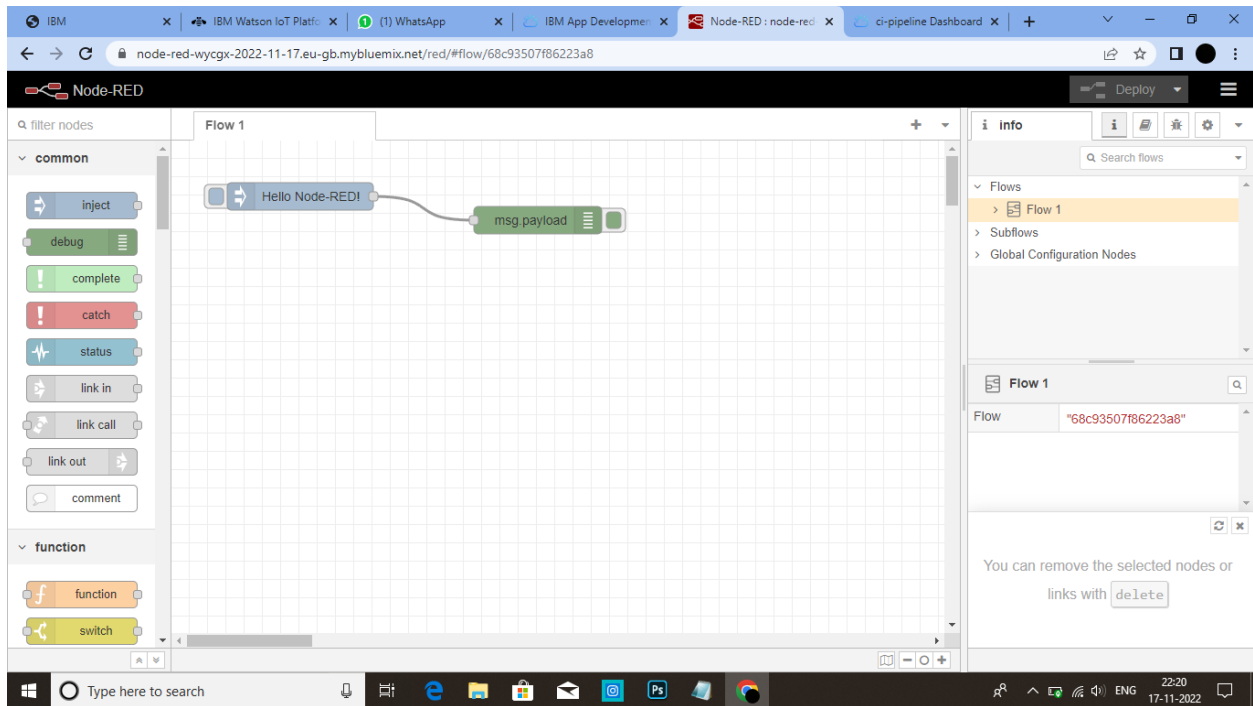 IBM
IBM Watson IoT Platfo
(1) WhatsApp
IBM App Developmen
Node-RED : node-red
ci-pipeline Dashboard
node-red-wycgx-2022-11-17.eu-gb.mybluemix.net/red/#flow/68c93507f86223a8
Node-RED
Deploy
filter nodes
Flow 1
i info
common
Search flows
inject
debug
complete
catch
status
link in
link call
link out
comment
function
function
switch
Hello Node-RED!
msg.payload
Flows
Flow 1
Subflows
Global Configuration Nodes
Flow 1
Flow "68c93507f86223a8"
You can remove the selected nodes or
links with delete
Type here to search
Ps
ENG
22:20
17-11-2022